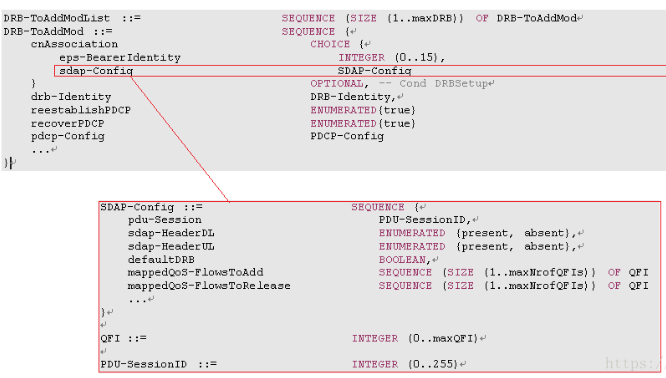 DRB-ToAddModList ::= SEQUENCE (SIZE (1..maxDRB)) OF DRB-ToAddMod↵
DRB-ToAddMod ::= SEQUENCE {↵
cnAssociation CHOICE {↵
eps-BearerIdentity INTEGER (0..15),
sdap-Config SDAP-Config
} OPTIONAL, -- Cond DRBSetup↵
drb-Identity DRB-Identity,↵
reestablishPDCP ENUMERATED{true}
recoverPDCP ENUMERATED{true}
pdcp-Config PDCP-Config
...↵
}↵
SDAP-Config ::= SEQUENCE {↵
pdu-Session PDU-SessionID,↵
sdap-HeaderDL ENUMERATED {present, absent},↵
sdap-HeaderUL ENUMERATED {present, absent},↵
defaultDRB BOOLEAN,↵
mappedQoS-FlowsToAdd SEQUENCE (SIZE (1..maxNrofQFIs)) OF QFI
mappedQoS-FlowsToRelease SEQUENCE (SIZE (1..maxNrofQFIs)) OF QFI
...↵
}↵
↵
QFI ::= INTEGER (0..maxQFI)↵
↵
PDU-SessionID ::= INTEGER (0..255)↵
https:/